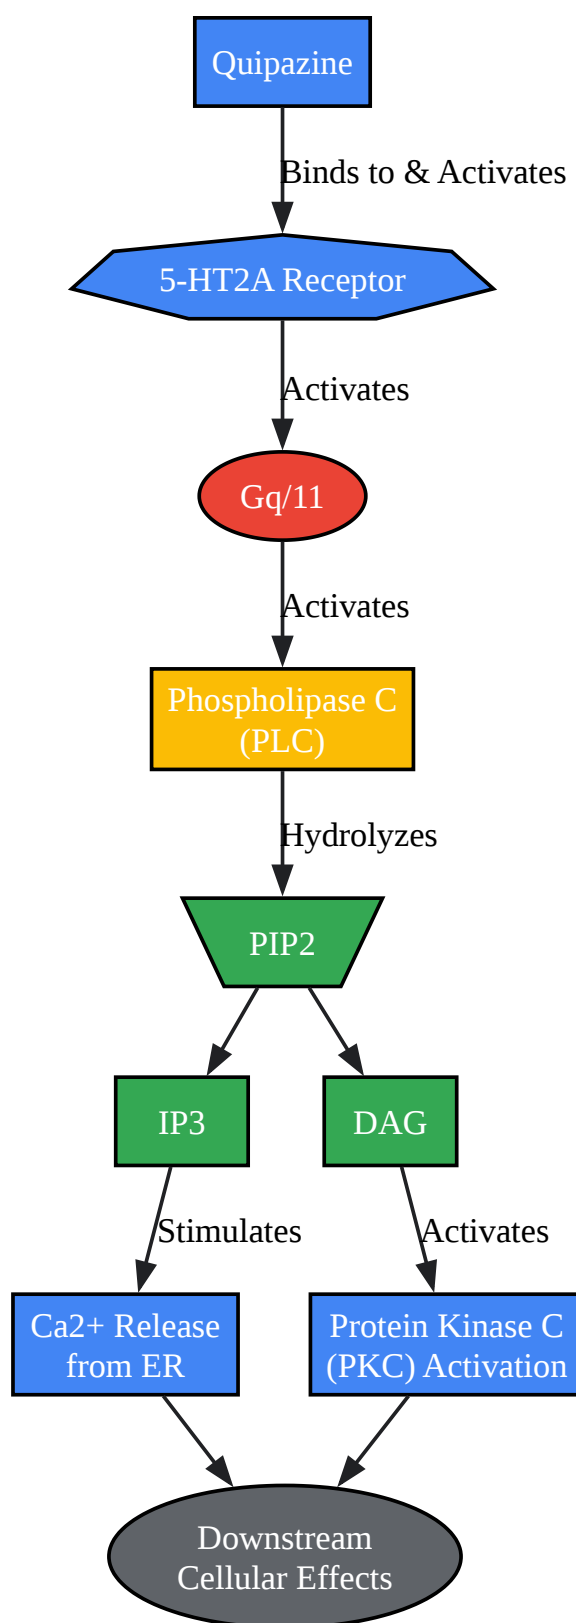 Quipazine
Binds to & Activates
5-HT2A Receptor
Activates
Gq/11
Activates
Phospholipase C
(PLC)
Hydrolyzes
PIP2
IP3
DAG
Stimulates
Activates
Ca2+ Release
from ER
Protein Kinase C
(PKC) Activation
Downstream
Cellular Effects